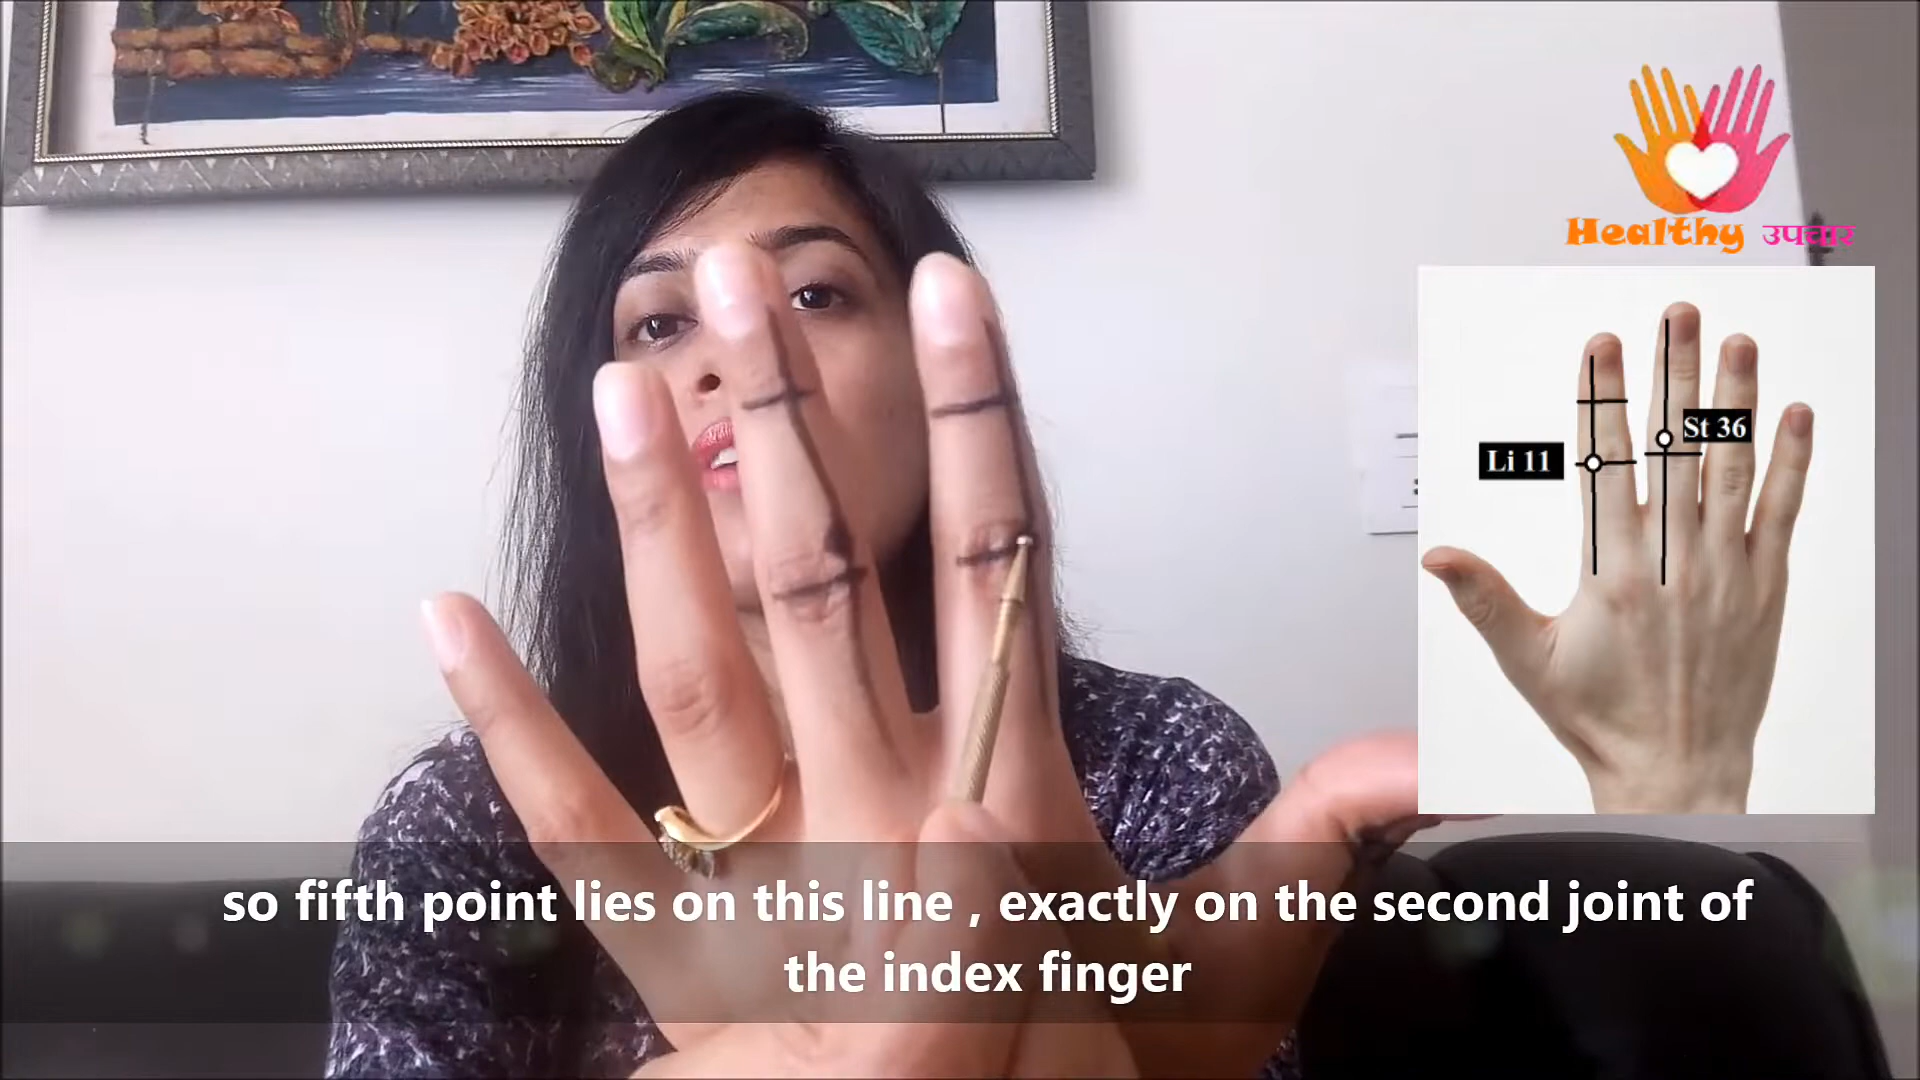 Healthy उपचार
St 36
Li 11
so fifth point lies on this line , exactly on the second joint of
the index finger